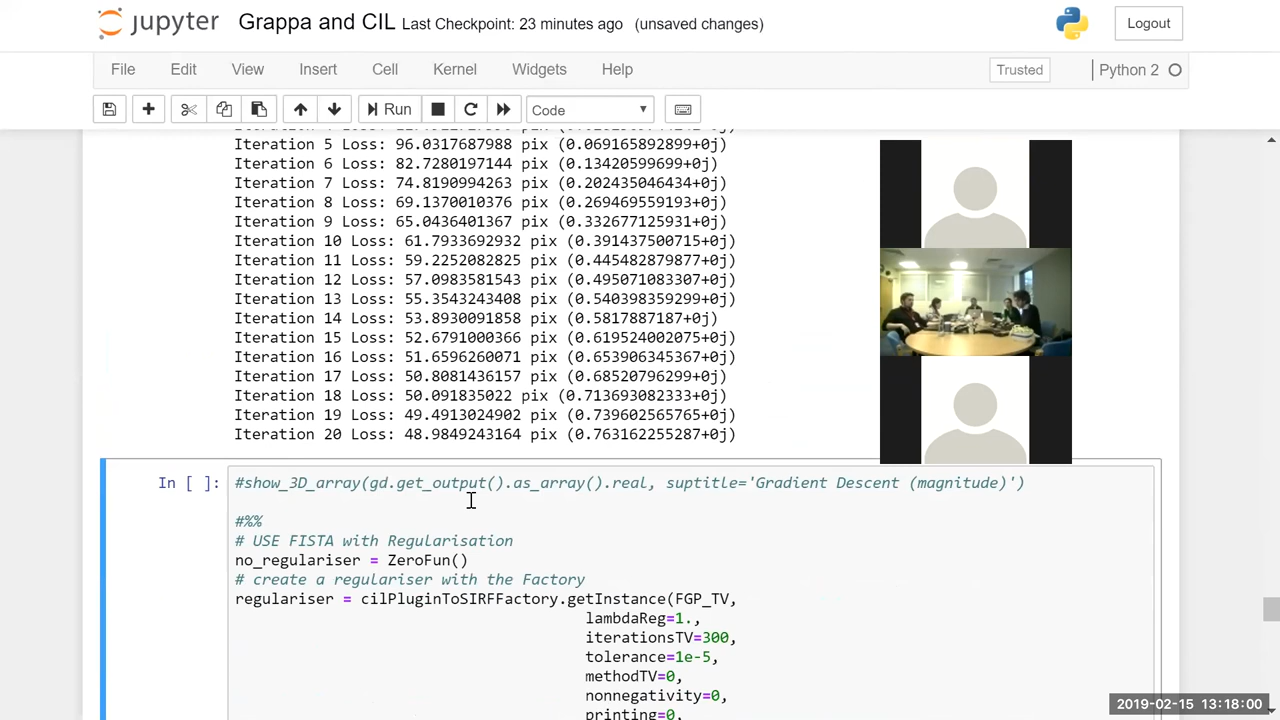 jupyter Grappa and CIL Last Checkpoint: 23 minutes ago (unsaved changes) Logout
File Edit View Insert Cell Kernel Widgets Help Trusted Python 2
Run Code
Iteration 5 Loss: 96.0317687988 pix (0.069165892899+0j)
Iteration 6 Loss: 82.7280197144 pix (0.13420599699+0j)
Iteration 7 Loss: 74.8190994263 pix (0.202435046434+0j)
Iteration 8 Loss: 69.1370010376 pix (0.269469559193+0j)
Iteration 9 Loss: 65.0436401367 pix (0.332677125931+0j)
Iteration 10 Loss: 61.7933692932 pix (0.391437500715+0j)
Iteration 11 Loss: 59.2252082825 pix (0.445482879877+0j)
Iteration 12 Loss: 57.0983581543 pix (0.495071083307+0j)
Iteration 13 Loss: 55.3543243408 pix (0.540398359299+0j)
Iteration 14 Loss: 53.8930091858 pix (0.5817887187+0j)
Iteration 15 Loss: 52.6791000366 pix (0.619524002075+0j)
Iteration 16 Loss: 51.6596260071 pix (0.653906345367+0j)
Iteration 17 Loss: 50.8081436157 pix (0.68520796299+0j)
Iteration 18 Loss: 50.091835022 pix (0.713693082333+0j)
Iteration 19 Loss: 49.4913024902 pix (0.739602565765+0j)
Iteration 20 Loss: 48.9849243164 pix (0.763162255287+0j)
In [ ]: #show_3D_array(gd.get_output().as_array().real, suptitle='Gradient Descent (magnitude)')
#%%
# USE FISTA with Regularisation
no_regulariser = ZeroFun()
# create a regulariser with the Factory
regulariser = cilPluginToSIRFFactory.getInstance(FGP_TV,
lambdaReg=1.,
iterationsTV=300,
tolerance=1e-5,
methodTV=0,
nonnegativity=0,
printing=0,
2019-02-15 13:18:00